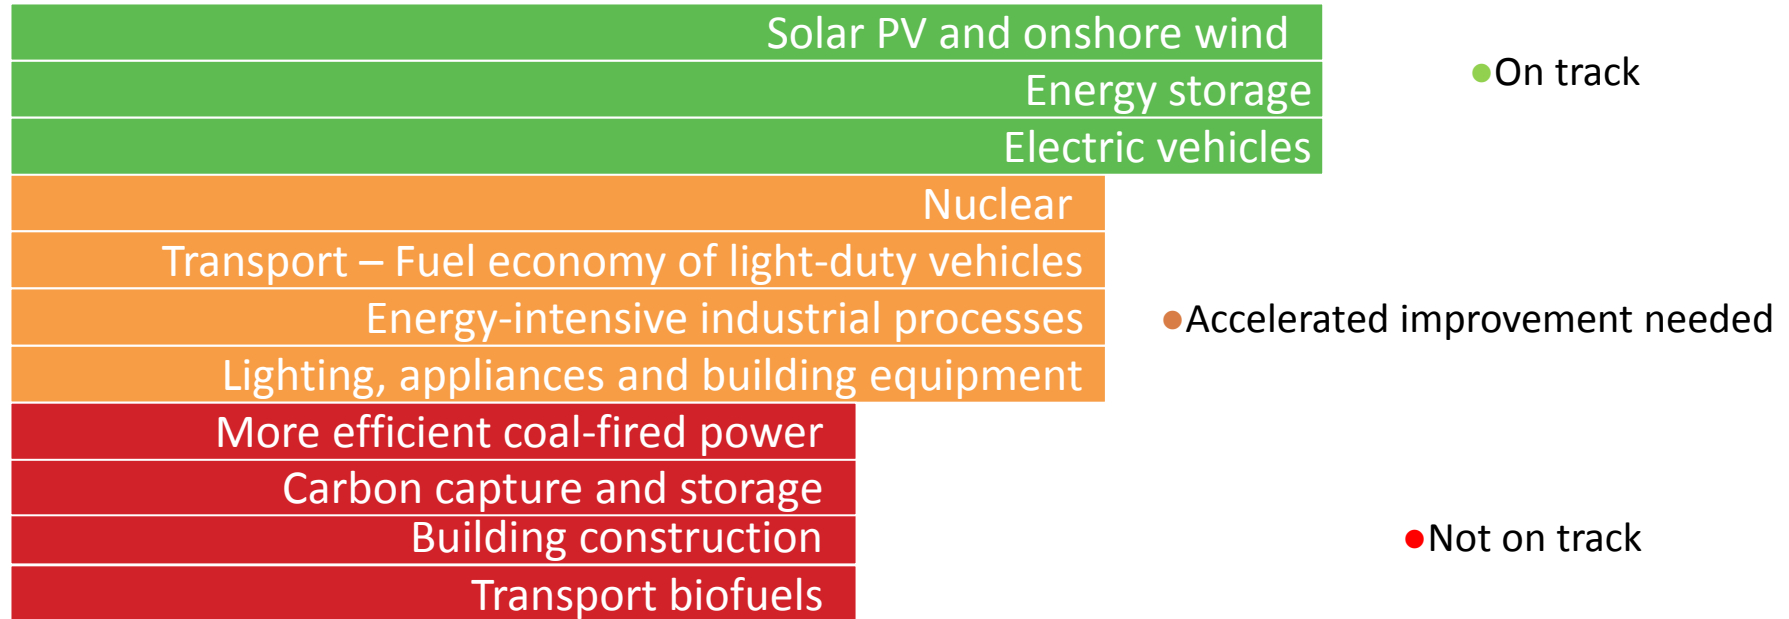 Solar PV and onshore wind
Energy storage
Electric vehicles
Nuclear
Transport – Fuel economy of light-duty vehicles
Energy-intensive industrial processes
Lighting, appliances and building equipment
More efficient coal-fired power
Carbon capture and storage
Building construction
Transport biofuels
●On track
●Accelerated improvement needed
●Not on track